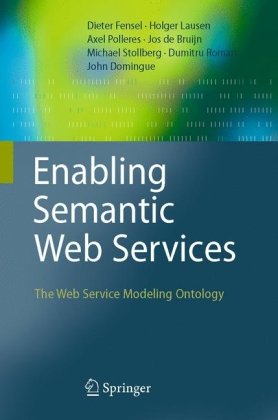 Dieter Fensel · Holger Lausen
Axel Polleres · Jos de Bruijn
Michael Stollberg · Dumitru Roman
John Domingue
Enabling
Semantic
Web Services
The Web Service Modeling Ontology
Springer